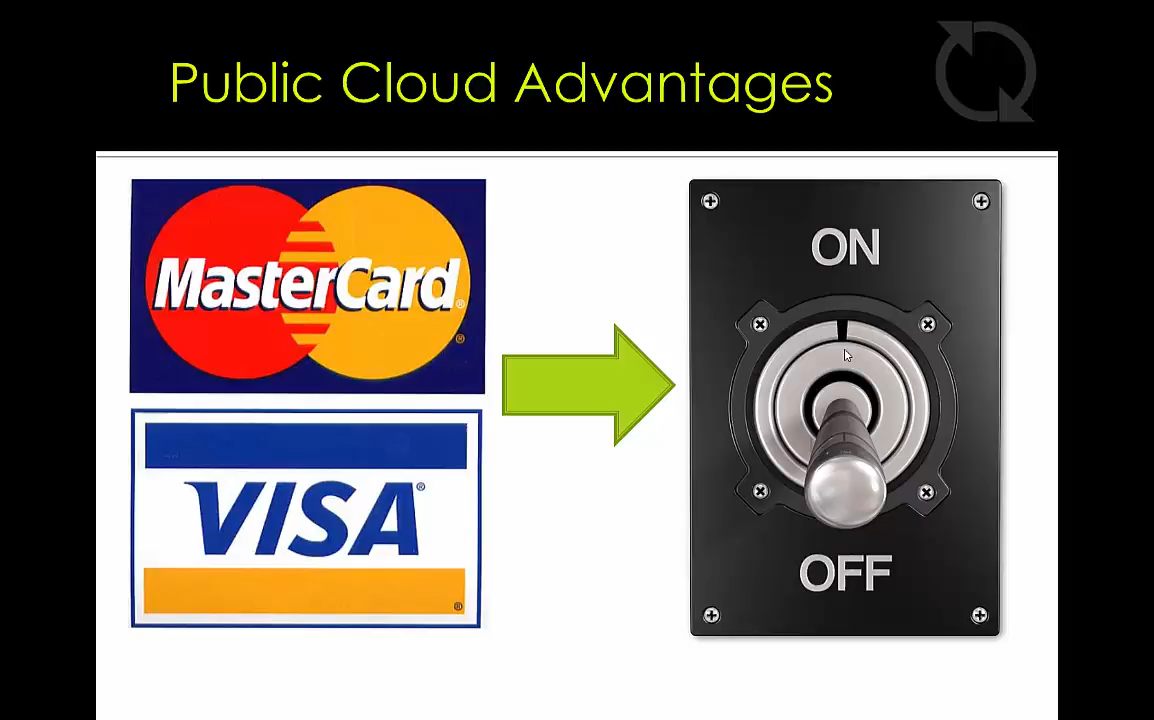 Public Cloud Advantages
MasterCard®
®
VISA®
®
ON
OFF